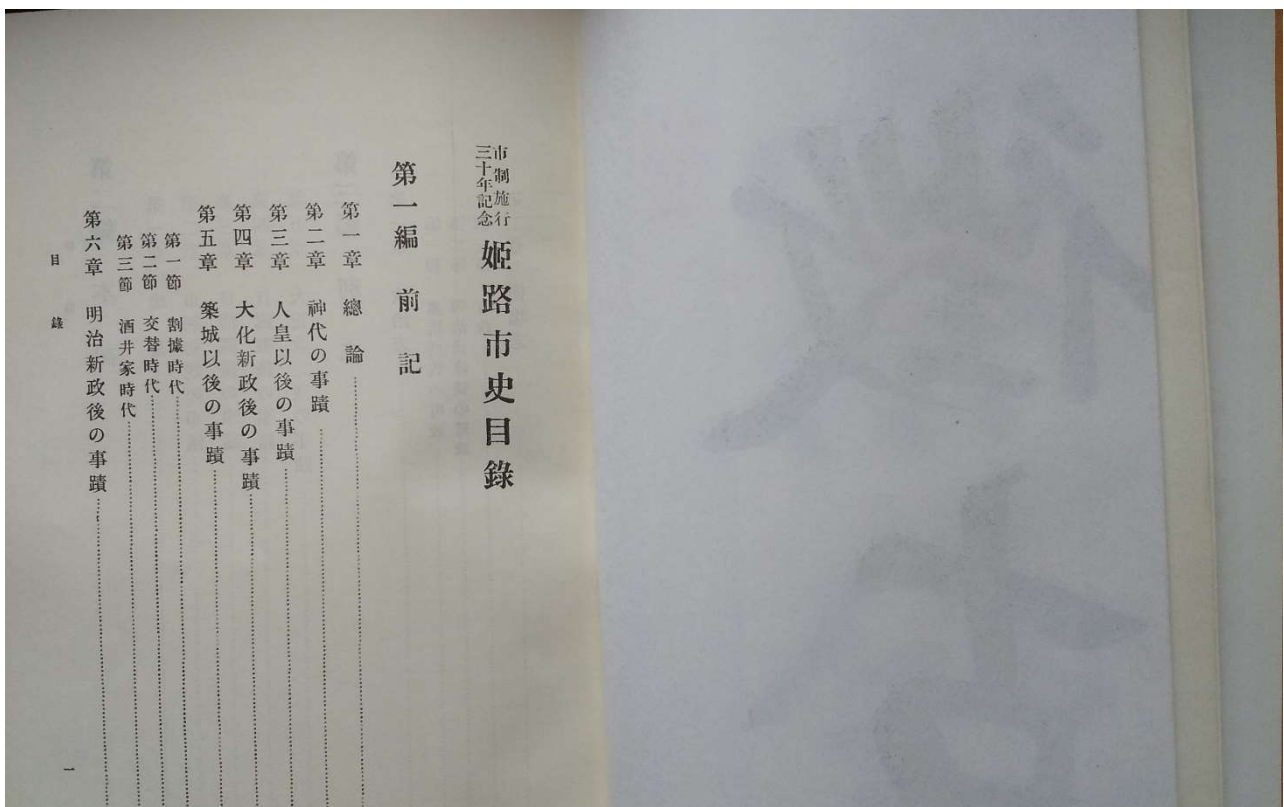 市制施行
三十年記念
姫路市史目錄
第一編 前記
第一章 總論
第二章 神代の事蹟
第三章 人皇以後の事蹟
第四章 大化新政後の事蹟
第五章 築城以後の事蹟
第一節 割據時代
第二節 交替時代
第三節 酒井家時代
第六章 明治新政後の事蹟
目錄
一